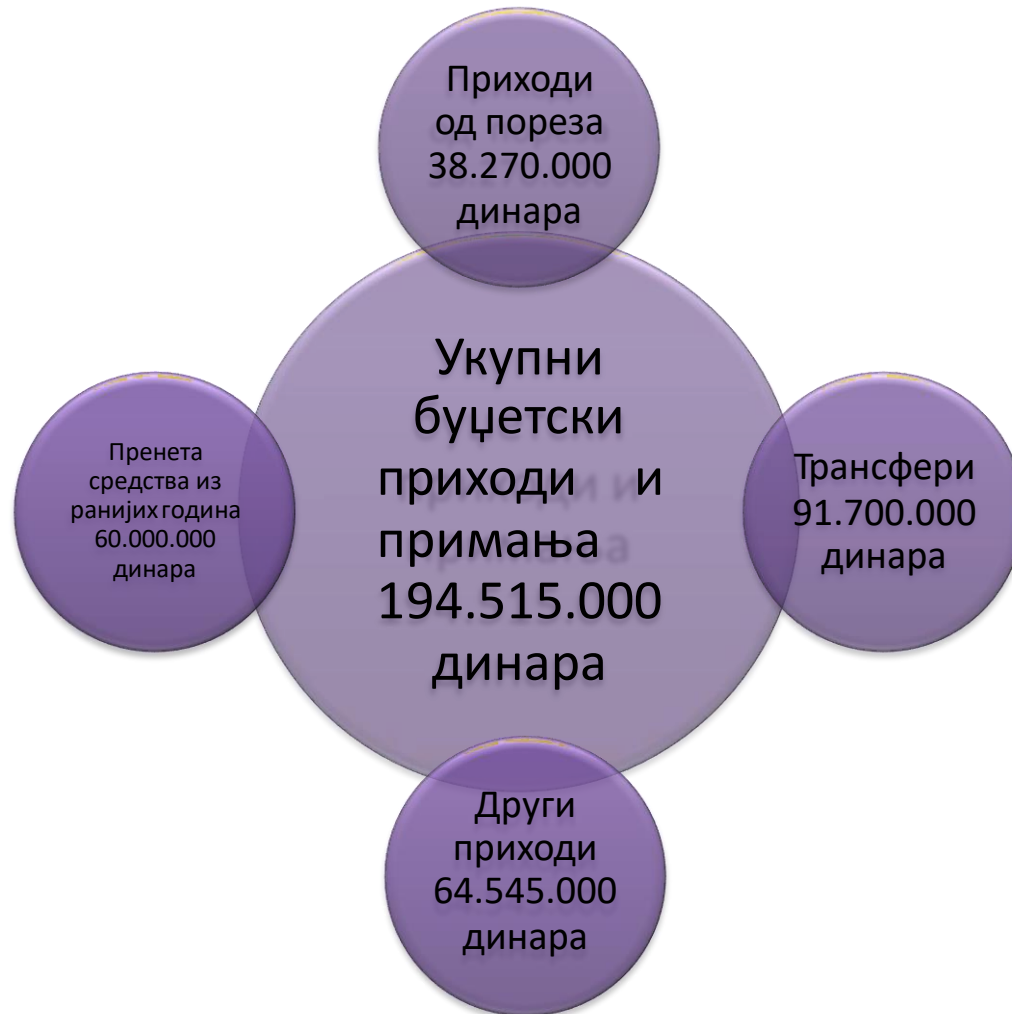 Приходи
од пореза
38.270.000
динара
Укупни
буџетски
приходи и
примања
194.515.000
динара
Пренета
средства из
ранијих година
60.000.000
динара
Трансфери
91.700.000
динара
Други
приходи
64.545.000
динара